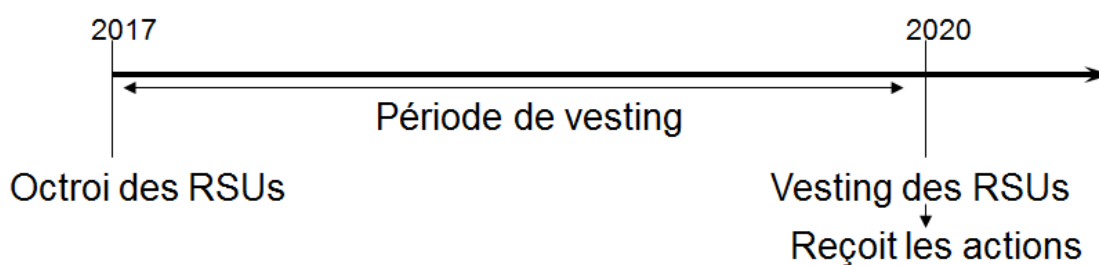 2017 2020
Période de vesting
Octroi des RSUs Vesting des RSUs
Reçoit les actions